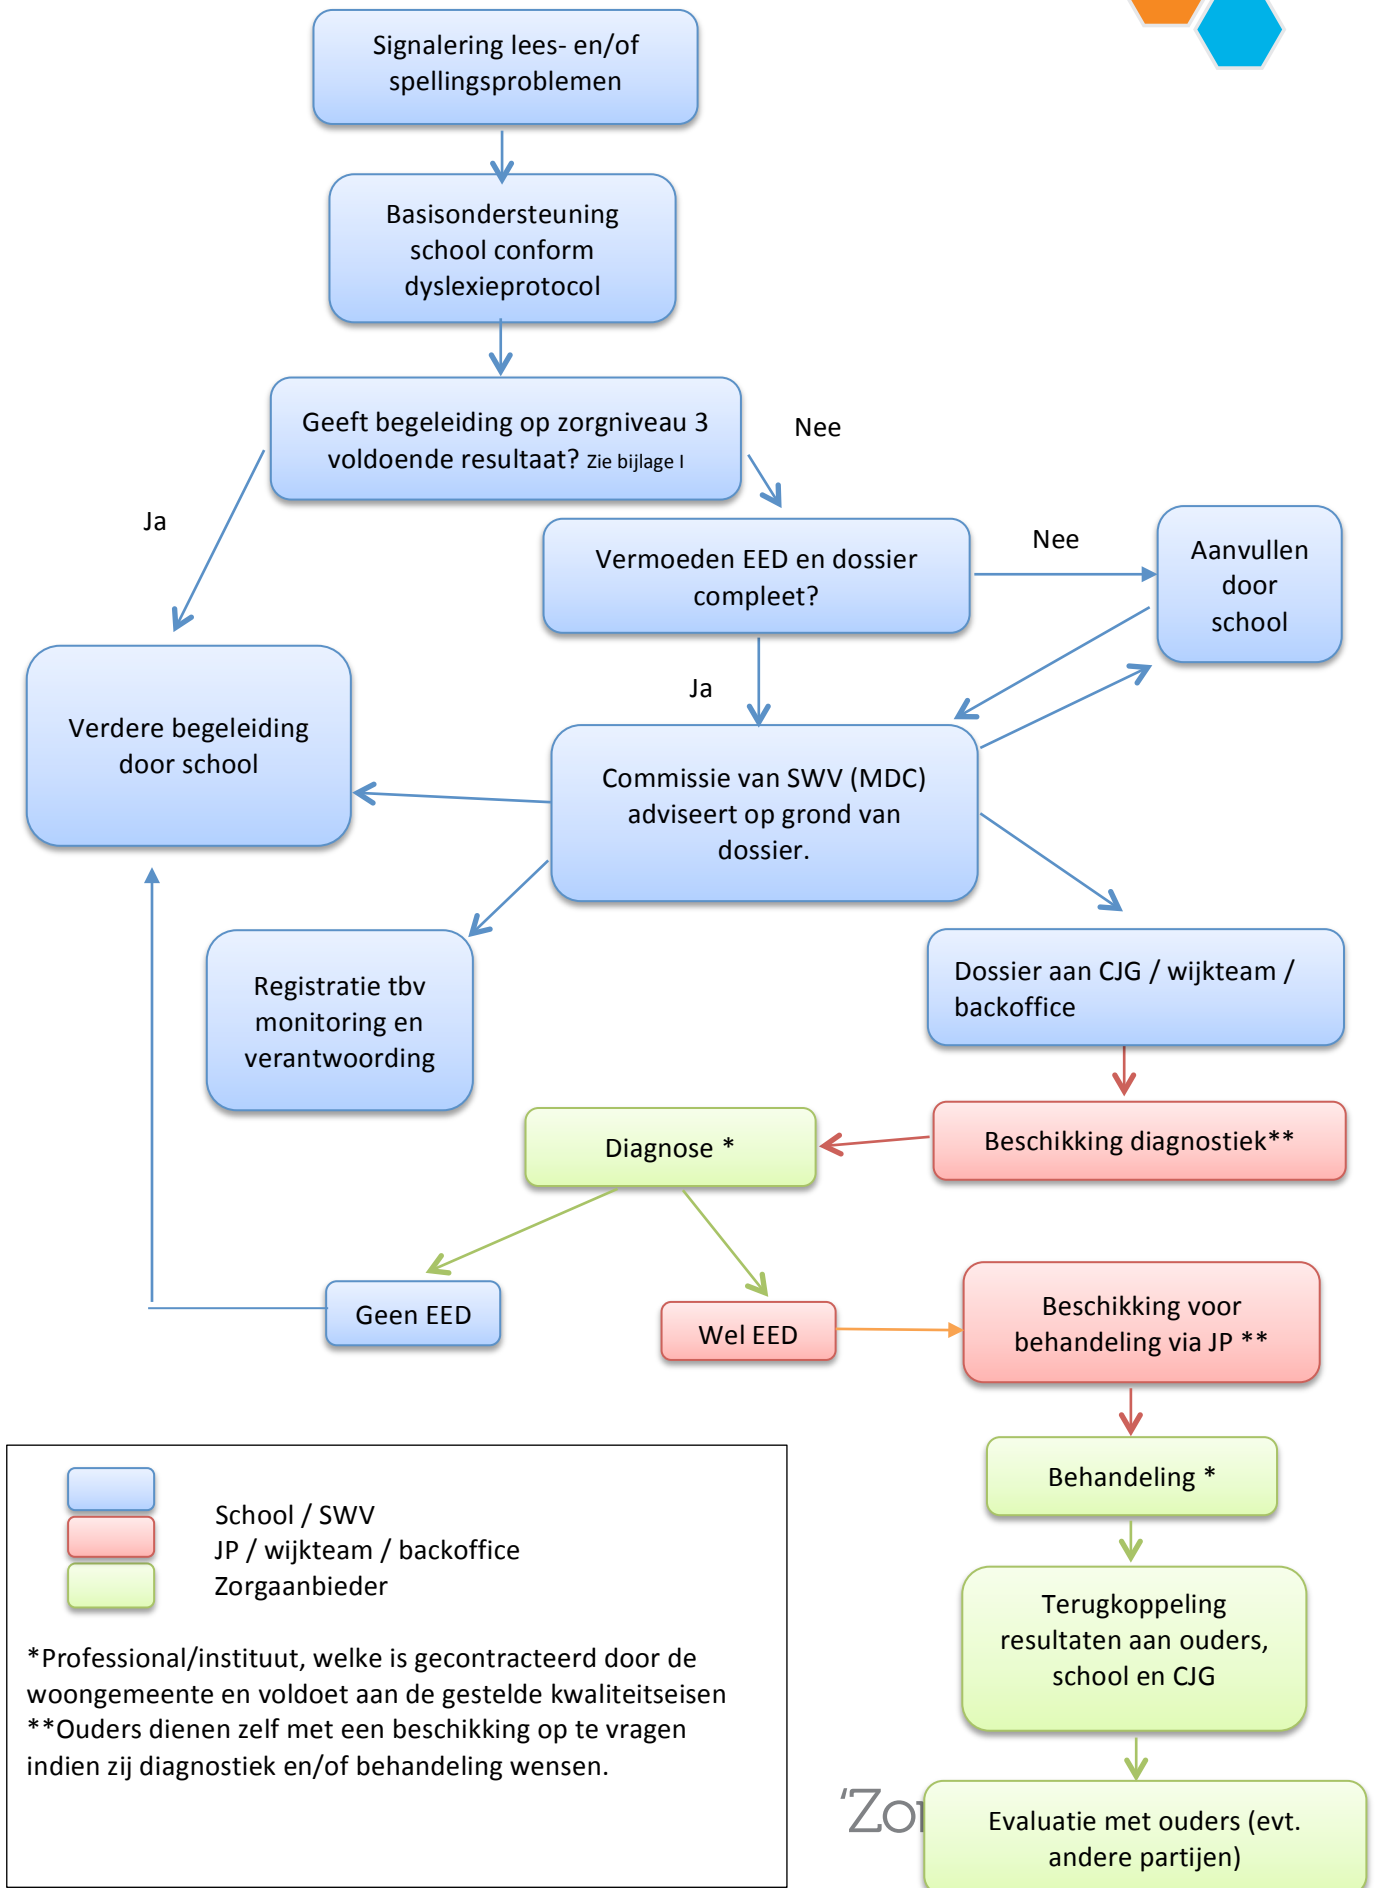 Signalering lees- en/of
spellingsproblemen
Basisondersteuning
school conform
dyslexieprotocol
Geeft begeleiding op zorgniveau 3
voldoende resultaat? Zie bijlage I
Nee
Ja
Vermoeden EED en dossier
compleet?
Nee
Aanvullen
door
school
Ja
Verdere begeleiding
door school
Commissie van SWV (MDC)
adviseert op grond van
dossier.
Registratie tbv
monitoring en
verantwoording
Dossier aan CJG / wijkteam /
backoffice
Diagnose *
Beschikking diagnostiek**
Geen EED
Wel EED
Beschikking voor
behandeling via JP **
Behandeling *
Terugkoppeling
resultaten aan ouders,
school en CJG
Evaluatie met ouders (evt.
andere partijen)
School / SWV
JP / wijkteam / backoffice
Zorgaanbieder
*Professional/instituut, welke is gecontracteerd door de
woongemeente en voldoet aan de gestelde kwaliteitseisen
**Ouders dienen zelf met een beschikking op te vragen
indien zij diagnostiek en/of behandeling wensen.